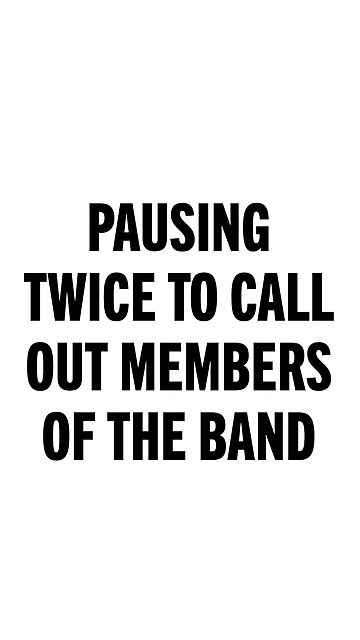 PAUSING
TWICE TO CALL
OUT MEMBERS
OF THE BAND